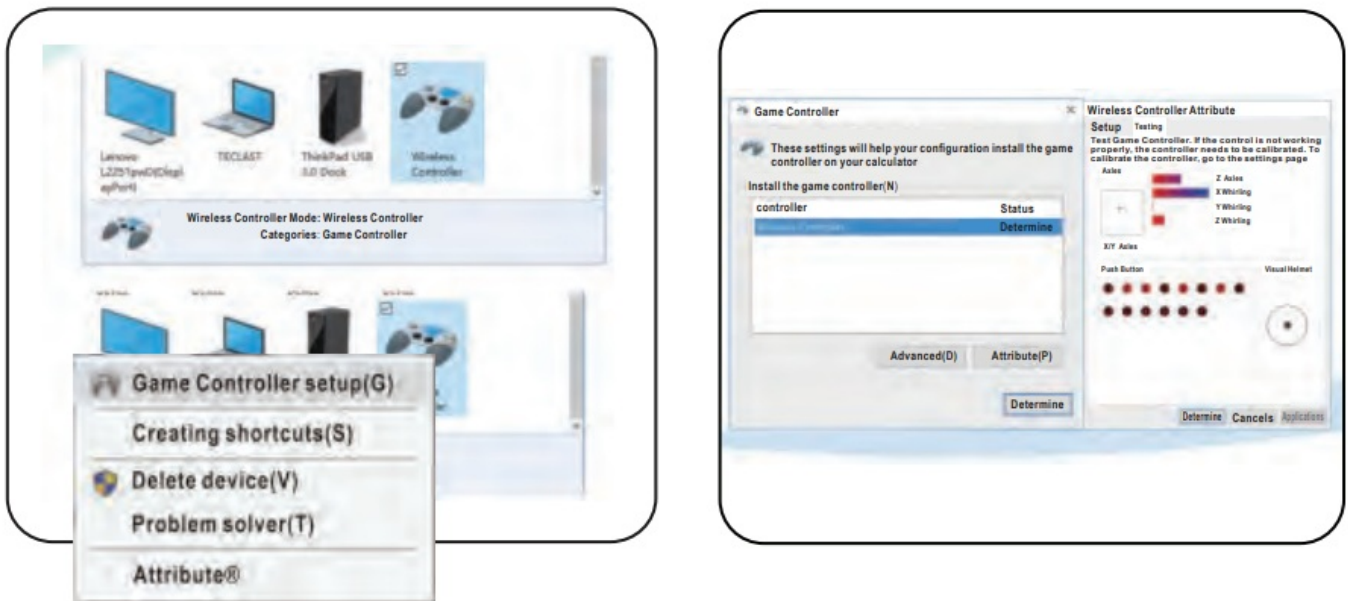 Lenovo
L2251pwD(Displ
ayPort)
TECLAST
ThinkPad USB
3.0 Dock
Wireless
Controller
Wireless Controller Mode: Wireless Controller
Categories: Game Controller
Game Controller setup(G)
Creating shortcuts(S)
Delete device(V)
Problem solver(T)
Attribute®
Game Controller
These settings will help your configuration install the game
controller on your calculator
Install the game controller(N)
controller
Status
Wireless Controller
Determine
Advanced(D)
Attribute(P)
Determine
Wireless Controller Attribute
Setup
Testing
Test Game Controller. If the control is not working
properly, the controller needs to be calibrated. To
calibrate the controller, go to the settings page
Axles
Z Axles
X Whirling
Y Whirling
Z Whirling
X/Y Axles
Push Button
Visual Helmet
Determine
Cancels
Applications